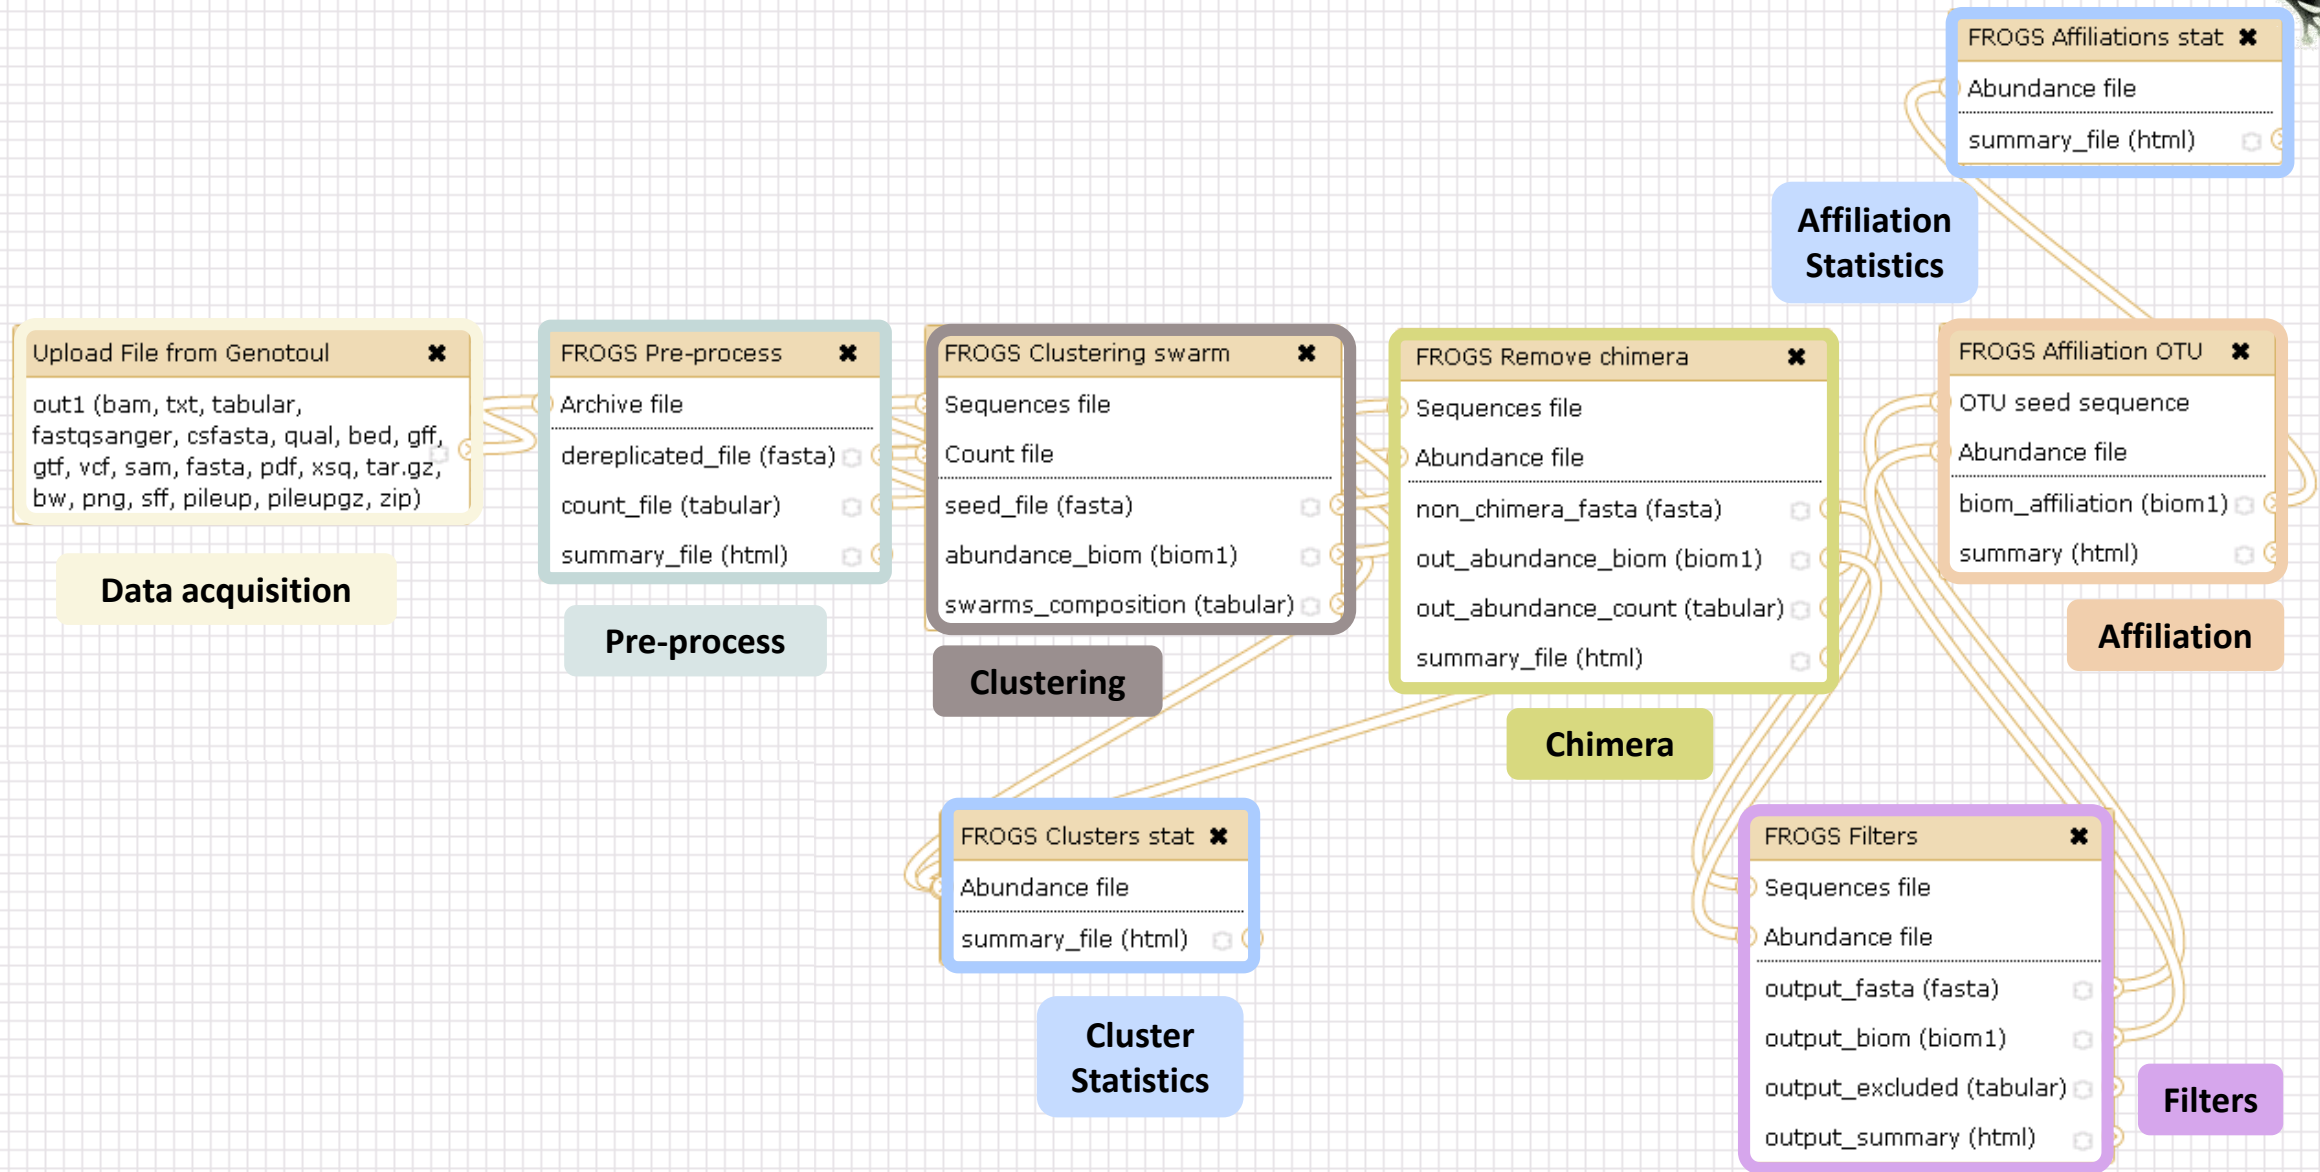 FROGS Affiliations stat
Abundance file
summary_file (html)
Affiliation
Statistics
Upload File from Genotoul
out1 (bam, txt, tabular,
fastqsanger, csfasta, qual, bed, gff,
gtf, vcf, sam, fasta, pdf, xsq, tar.gz,
bw, png, sff, pileup, pileupgz, zip)
Data acquisition
FROGS Pre-process
Archive file
dereplicated_file (fasta)
count_file (tabular)
summary_file (html)
Pre-process
FROGS Clustering swarm
Sequences file
Count file
seed_file (fasta)
abundance_biom (biom1)
swarms_composition (tabular)
Clustering
FROGS Remove chimera
Sequences file
Abundance file
non_chimera_fasta (fasta)
out_abundance_biom (biom1)
out_abundance_count (tabular)
summary_file (html)
Chimera
FROGS Affiliation OTU
OTU seed sequence
Abundance file
biom_affiliation (biom1)
summary (html)
Affiliation
FROGS Clusters stat
Abundance file
summary_file (html)
Cluster
Statistics
FROGS Filters
Sequences file
Abundance file
output_fasta (fasta)
output_biom (biom1)
output_excluded (tabular)
output_summary (html)
Filters